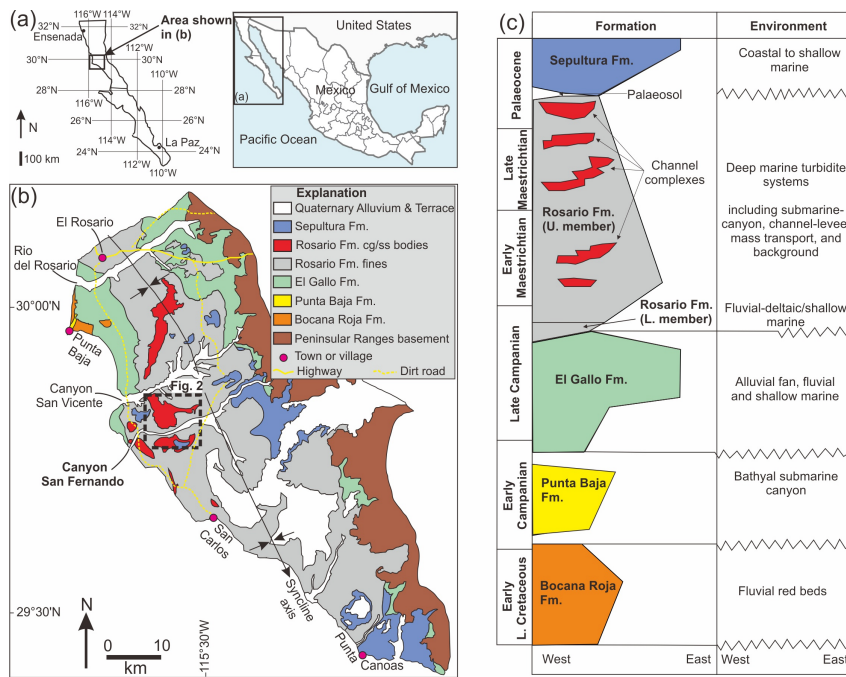 (a)
116°W 114°W
32°N 32°N
Ensenada
Area shown
in (b)
112°W
30°N 30°N
110°W
28°N 28°N
116°W
26°N 26°N
114°W
La Paz
24°N 24°N
112°W
110°W
N
100 km
United States
Mexico
Gulf of Mexico
(a)
Pacific Ocean
(b)
El Rosario
Rio
del Rosario
30°00'N
Punta
Baja
Canyon
San Vicente
Fig. 2
Canyon
San Fernando
San
Carlos
Syncline
axis
29°30'N
N
0 10
km
115°30'W
Punta
Canoas
Explanation
Quaternary Alluvium & Terrace
Sepultura Fm.
Rosario Fm. cg/ss bodies
Rosario Fm. fines
El Gallo Fm.
Punta Baja Fm.
Bocana Roja Fm.
Peninsular Ranges basement
Town or village
Highway Dirt road
(c)
Formation Environment
Palaeocene
Sepultura Fm.
Coastal to shallow
marine
Palaeosol
Late
Maestrichtian
Channel
complexes
Deep marine turbidite
systems
including submarine-
canyon, channel-levee
mass transport, and
background
Early
Maestrichtian
Rosario Fm.
(U. member)
Rosario Fm.
(L. member)
Fluvial-deltaic/shallow
marine
Late Campanian
El Gallo Fm.
Alluvial fan, fluvial
and shallow marine
Early
Campanian
Punta Baja
Fm.
Bathyal submarine
canyon
Early
L. Cretaceous
Bocana Roja
Fm.
Fluvial red beds
West East West East